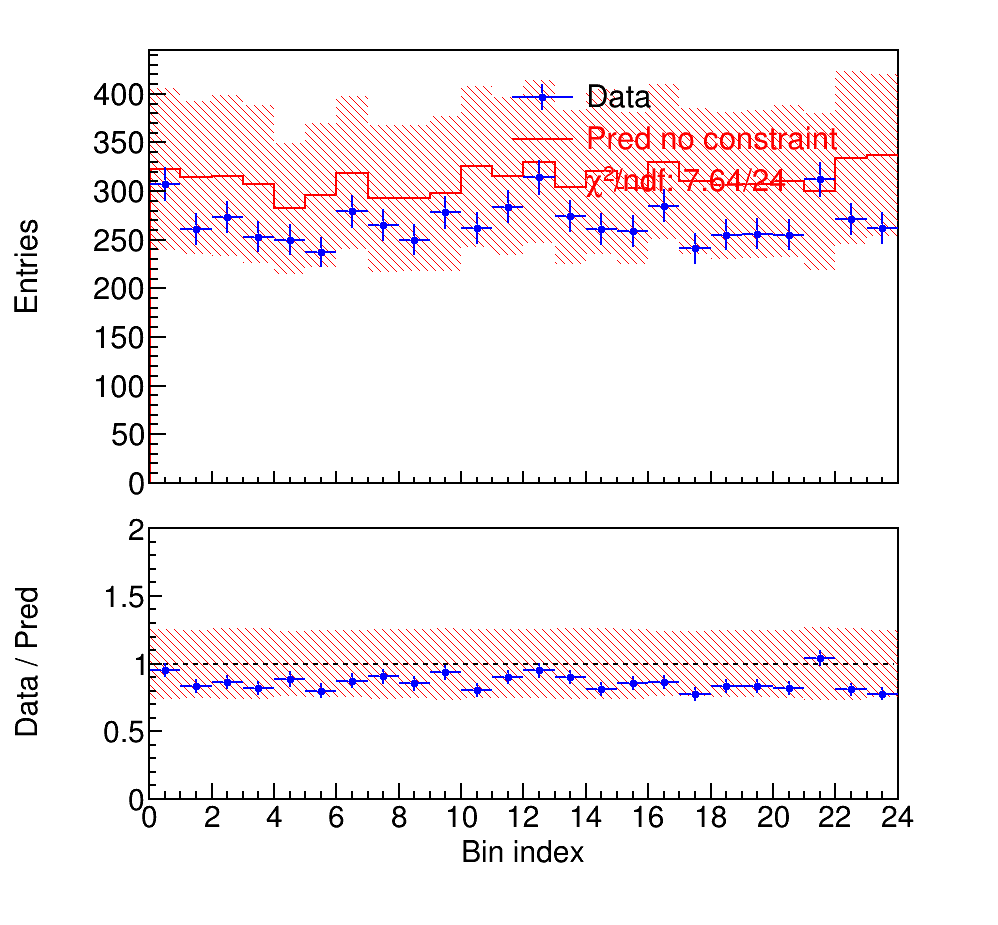 400
350
300
250
200
150
100
50
0
Entries
Data
Pred no constraint
χ²/ndf: 7.64/24
2
1.5
1
0.5
0
Data / Pred
0 2 4 6 8 10 12 14 16 18 20 22 24
Bin index